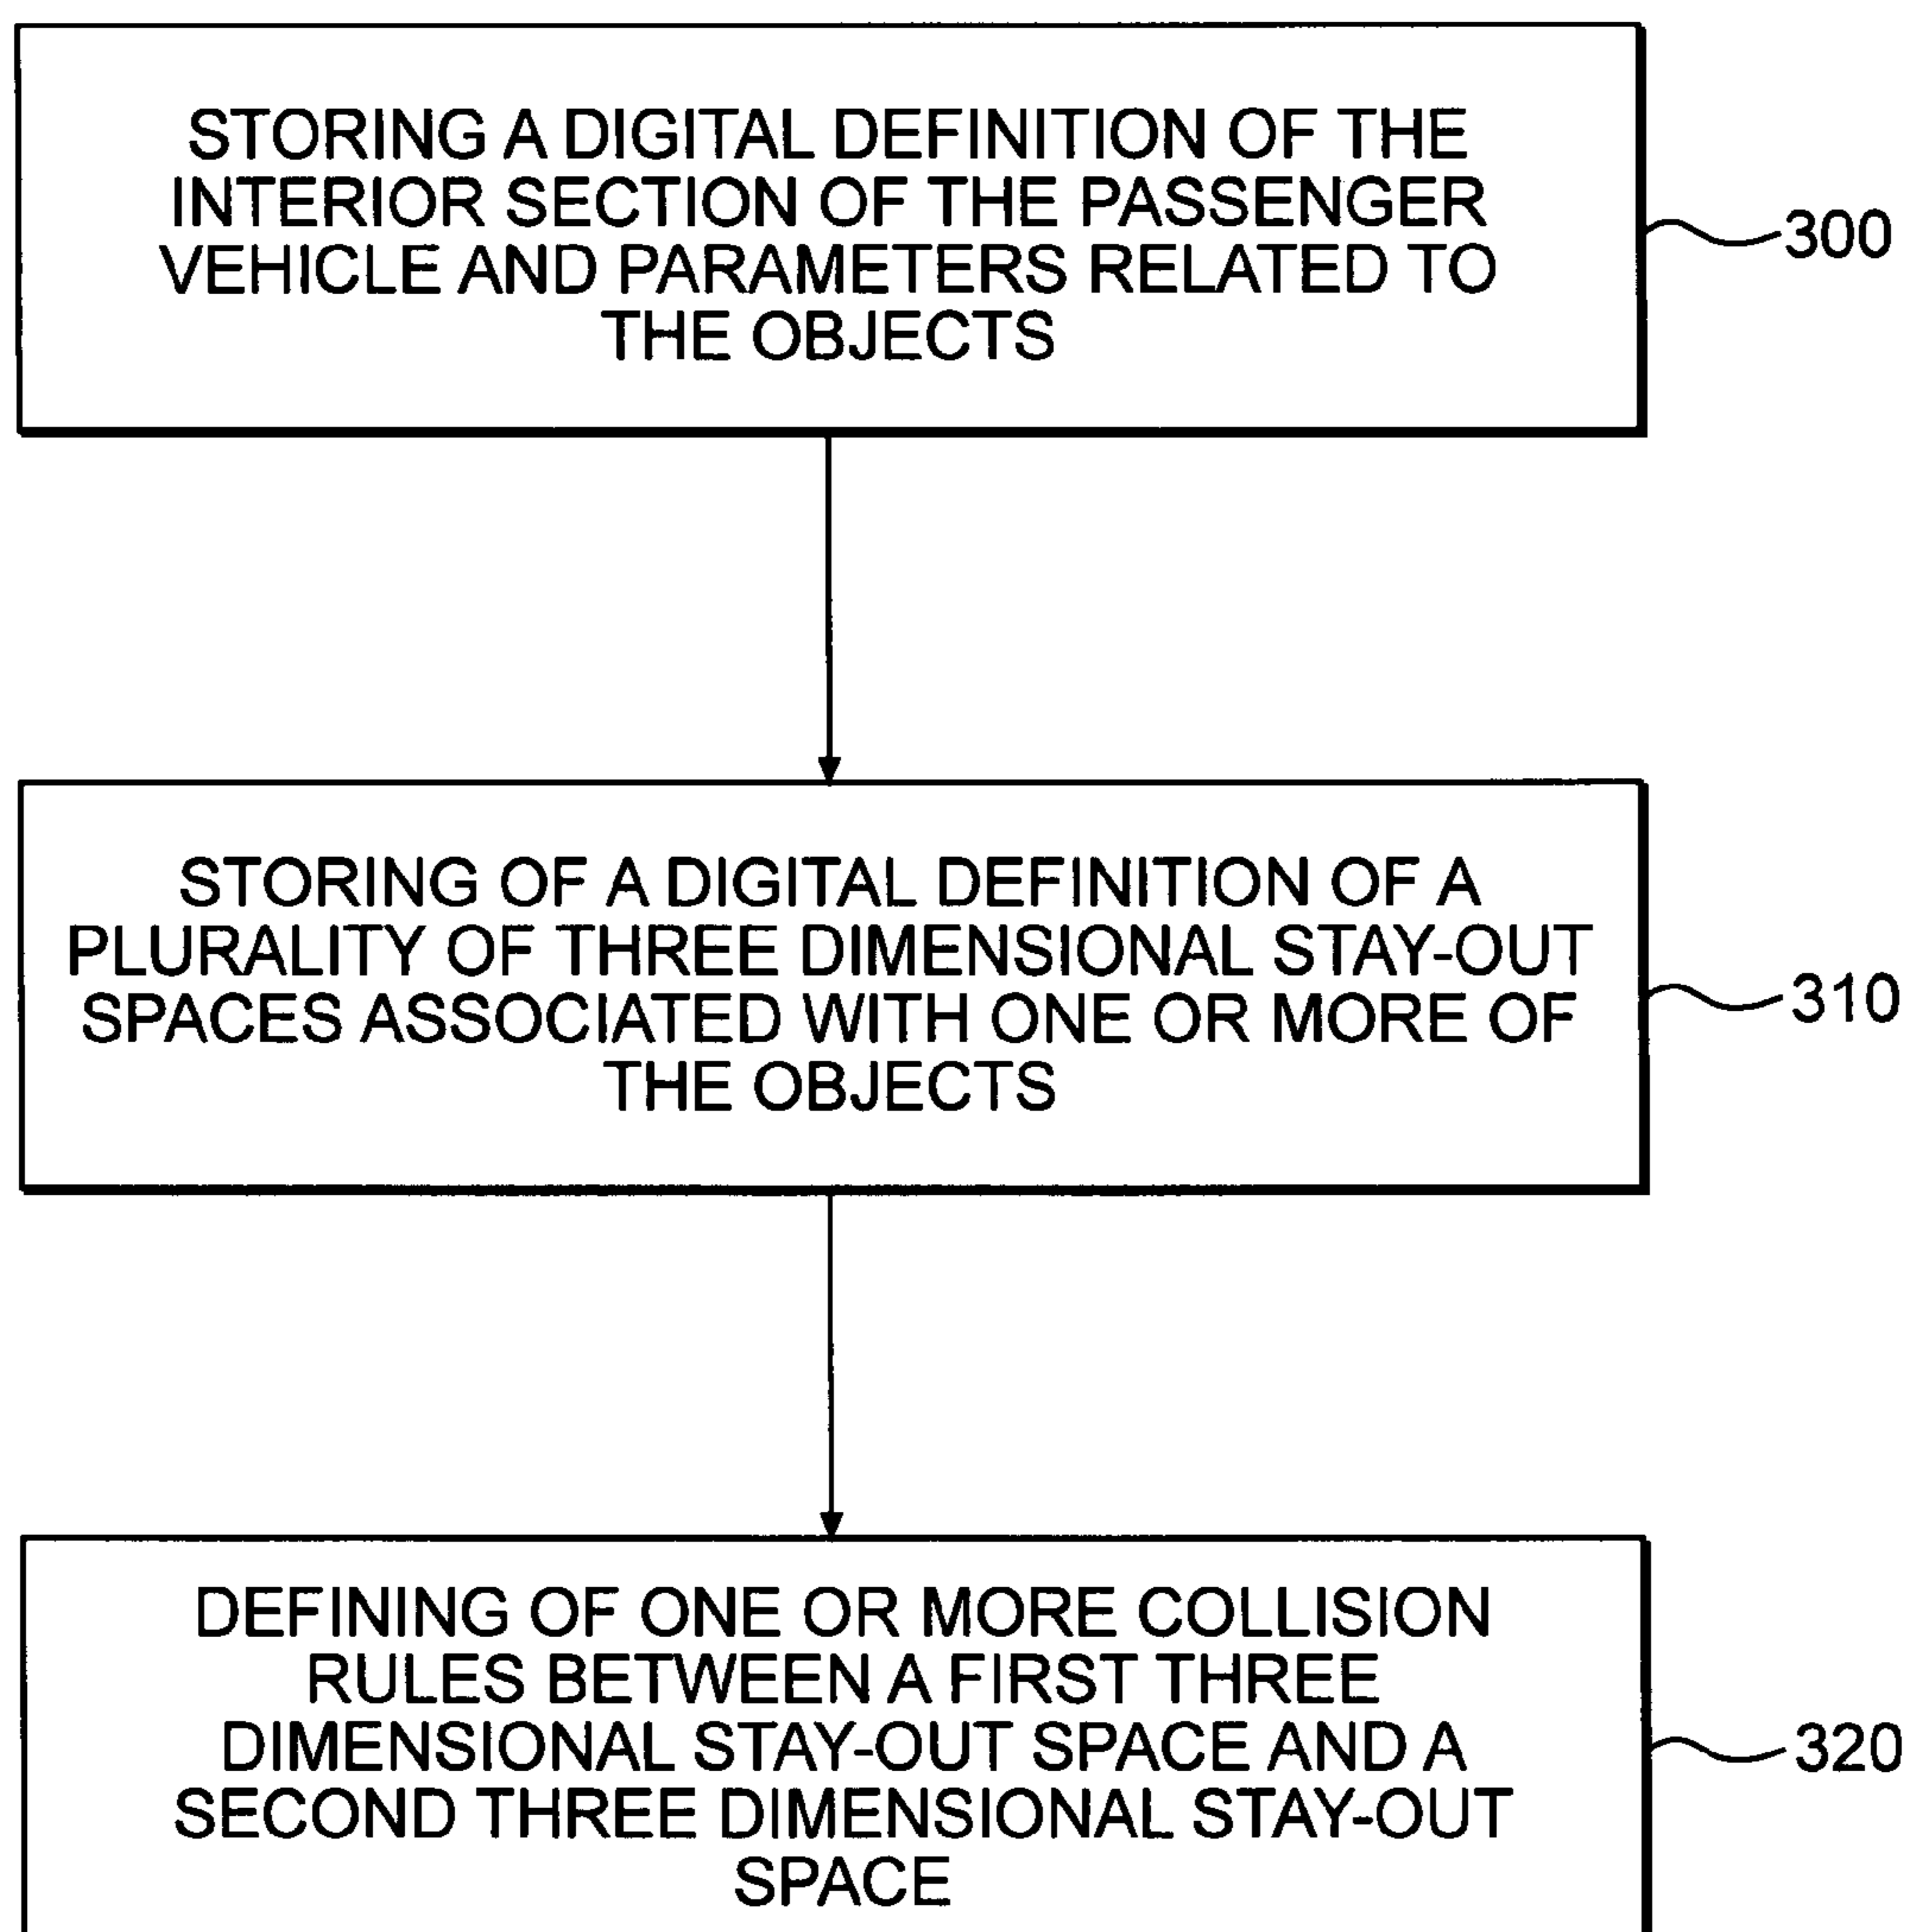 STORING A DIGITAL DEFINITION OF THE
INTERIOR SECTION OF THE PASSENGER
VEHICLE AND PARAMETERS RELATED TO
THE OBJECTS
300
STORING OF A DIGITAL DEFINITION OF A
PLURALITY OF THREE DIMENSIONAL STAY-OUT
SPACES ASSOCIATED WITH ONE OR MORE OF
THE OBJECTS
310
DEFINING OF ONE OR MORE COLLISION
RULES BETWEEN A FIRST THREE
DIMENSIONAL STAY-OUT SPACE AND A
SECOND THREE DIMENSIONAL STAY-OUT
SPACE
320